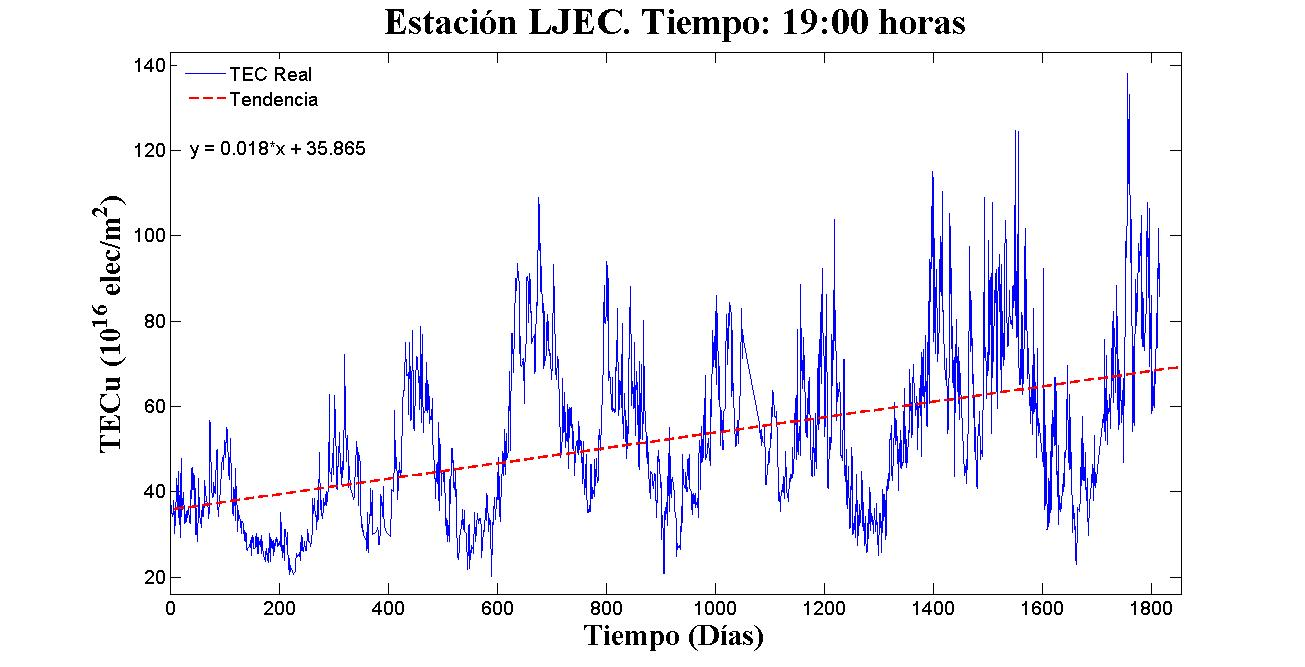 Estación LJEC. Tiempo: 19:00 horas
TEC Real
Tendencia
y = 0.018*x + 35.865
TECu (10^16 elec/m^2)
140
120
100
80
60
40
20
0 200 400 600 800 1000 1200 1400 1600 1800
Tiempo (Días)